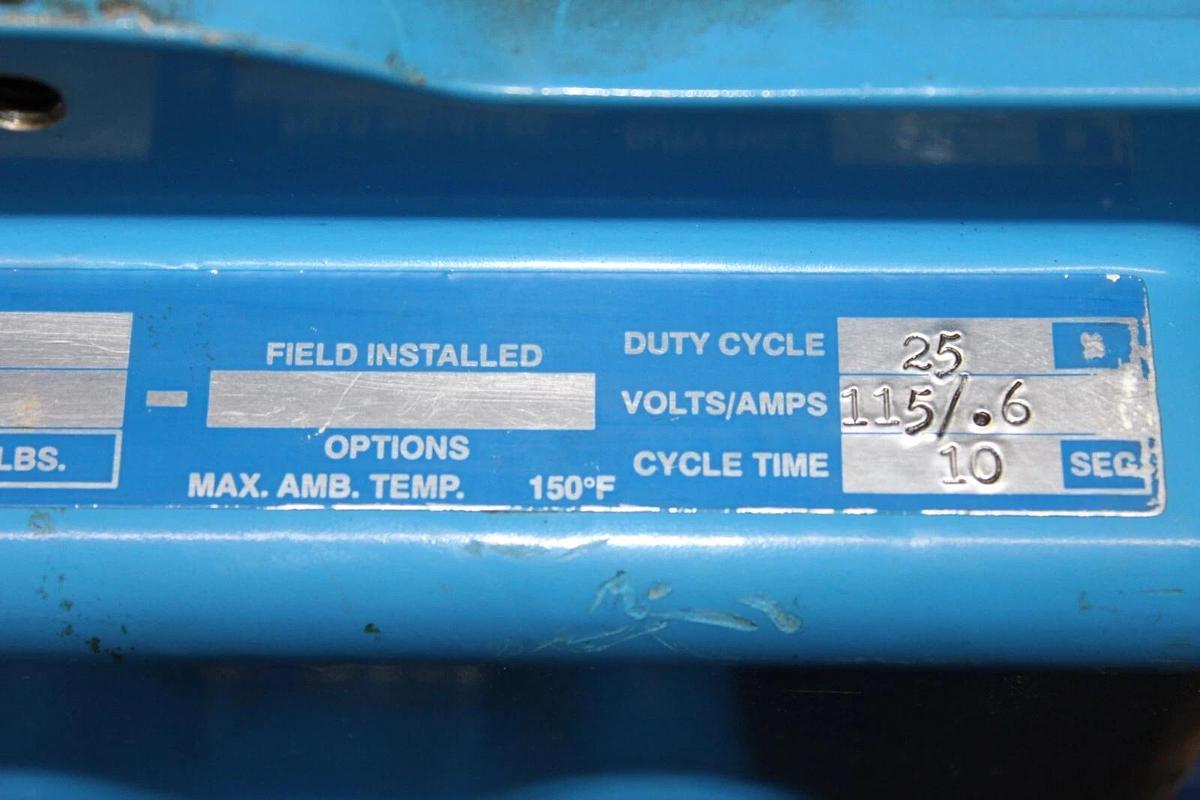 FIELD INSTALLED
OPTIONS
LBS.
MAX. AMB. TEMP. 150°F
DUTY CYCLE 25 %
VOLTS/AMPS 115/.6
CYCLE TIME 10 SEC.